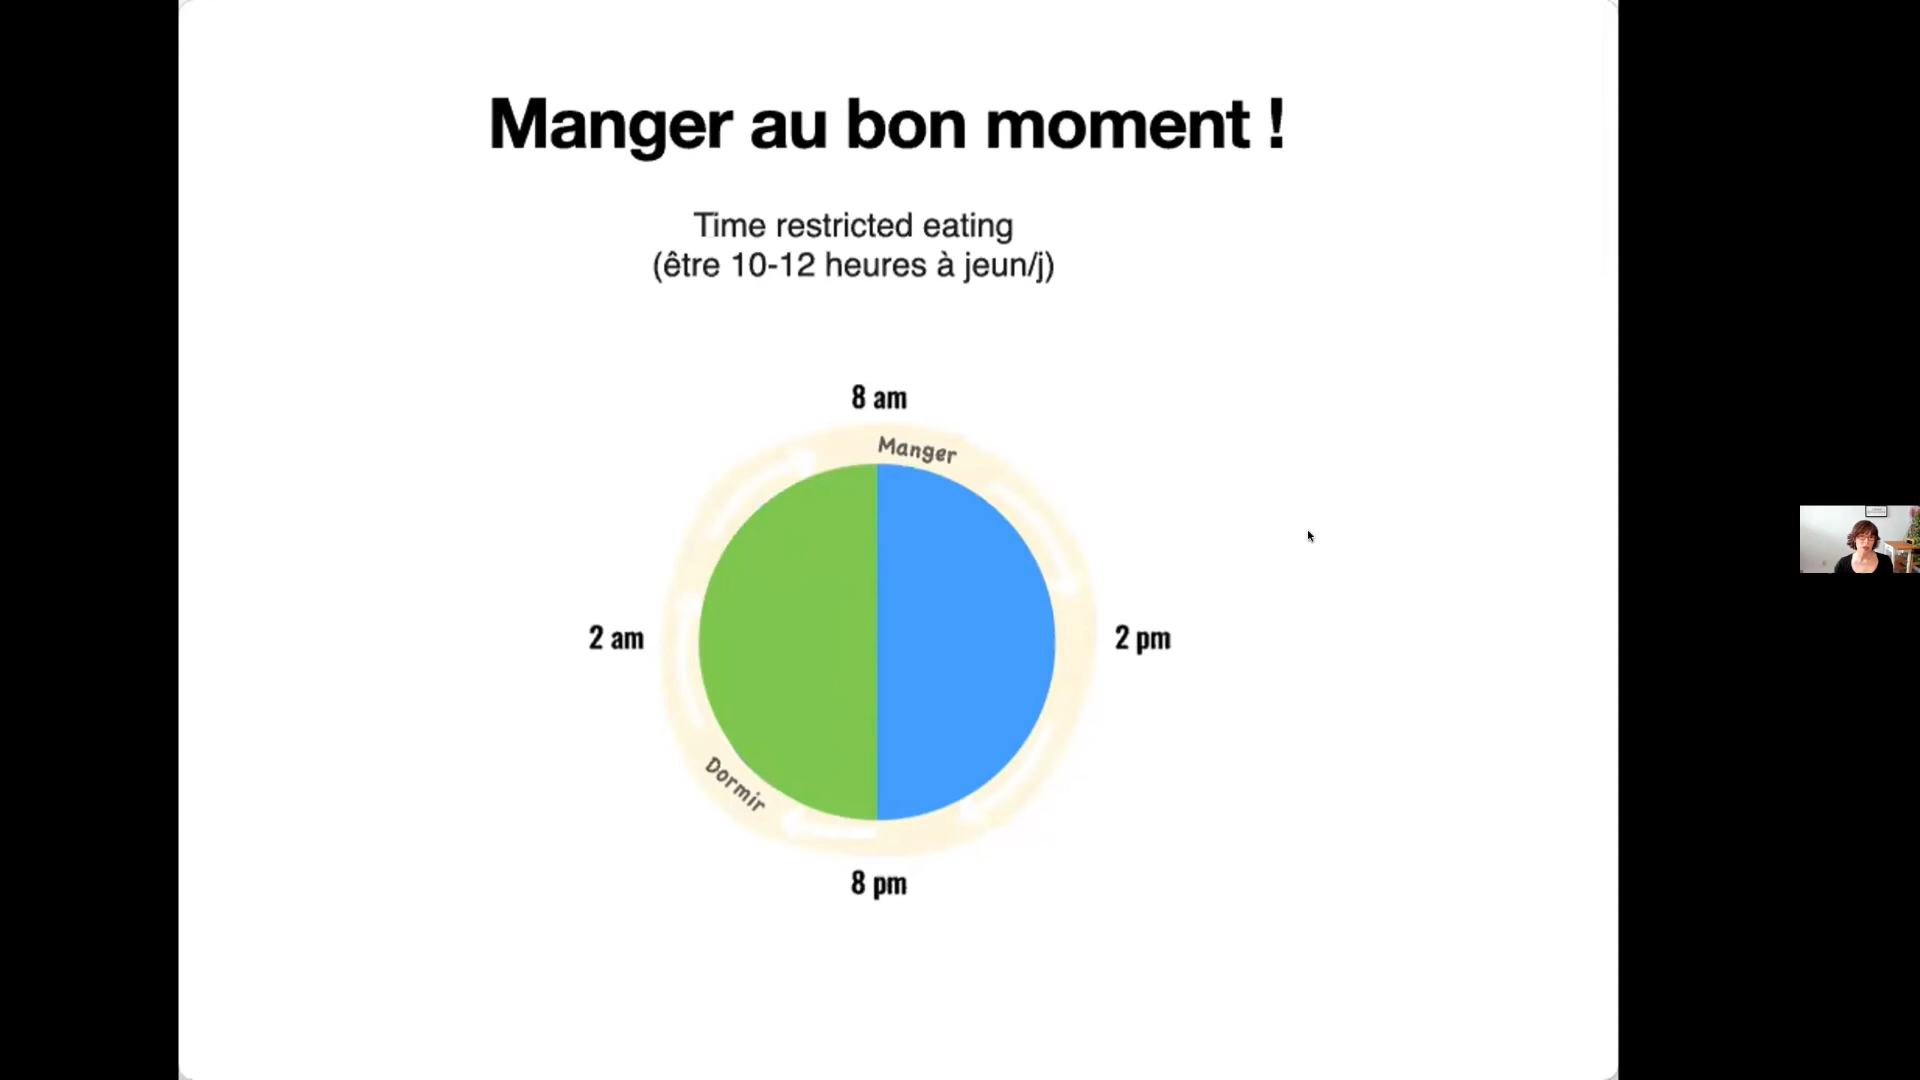 Manger au bon moment !
Time restricted eating
(être 10-12 heures à jeun/j)
8 am
Manger
2 am
2 pm
Dormir
8 pm